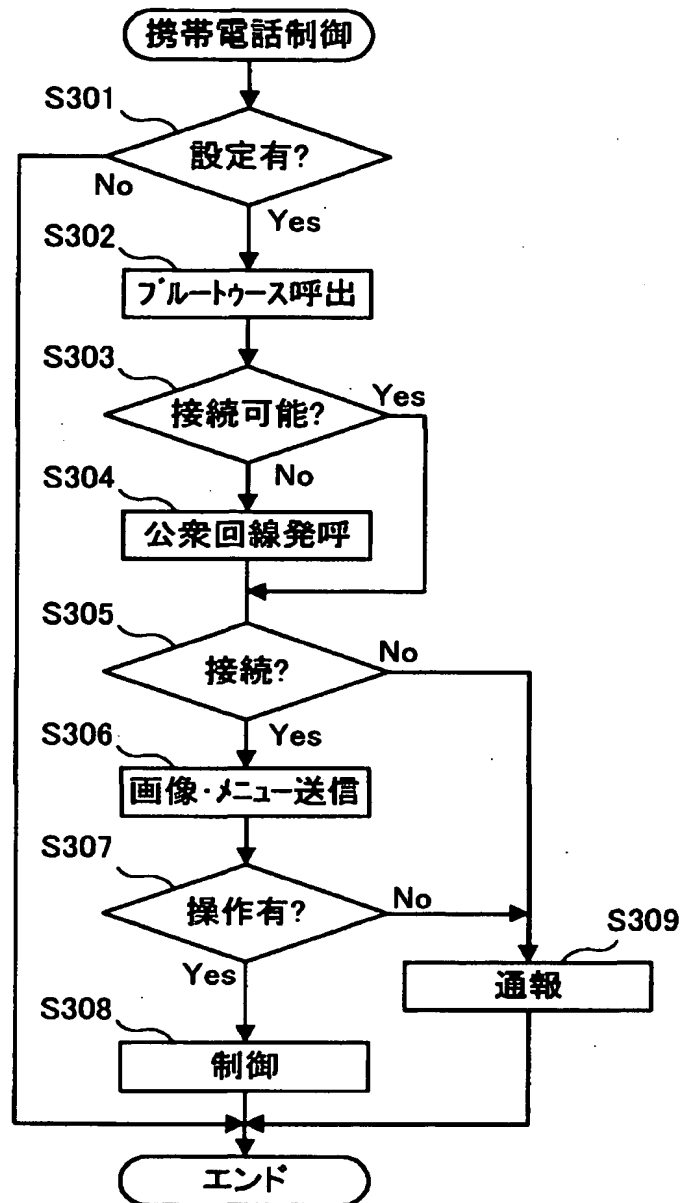 携帯電話制御
S301
設定有?
No
Yes
S302
ブルートゥース呼出
S303
接続可能?
Yes
No
S304
公衆回線発呼
S305
接続?
No
Yes
S306
画像・メニュー送信
S307
操作有?
No
Yes
S309
通報
S308
制御
エンド